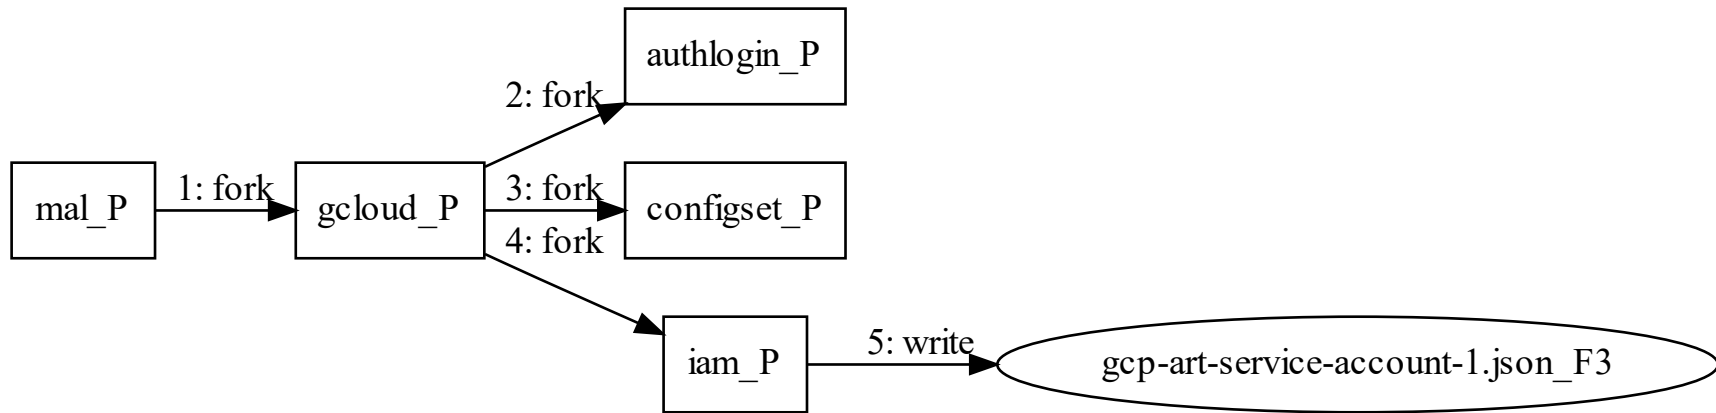 authlogin_P
2: fork
mal_P
1: fork
gcloud_P
3: fork
configset_P
4: fork
iam_P
5: write
gcp-art-service-account-1.json_F3